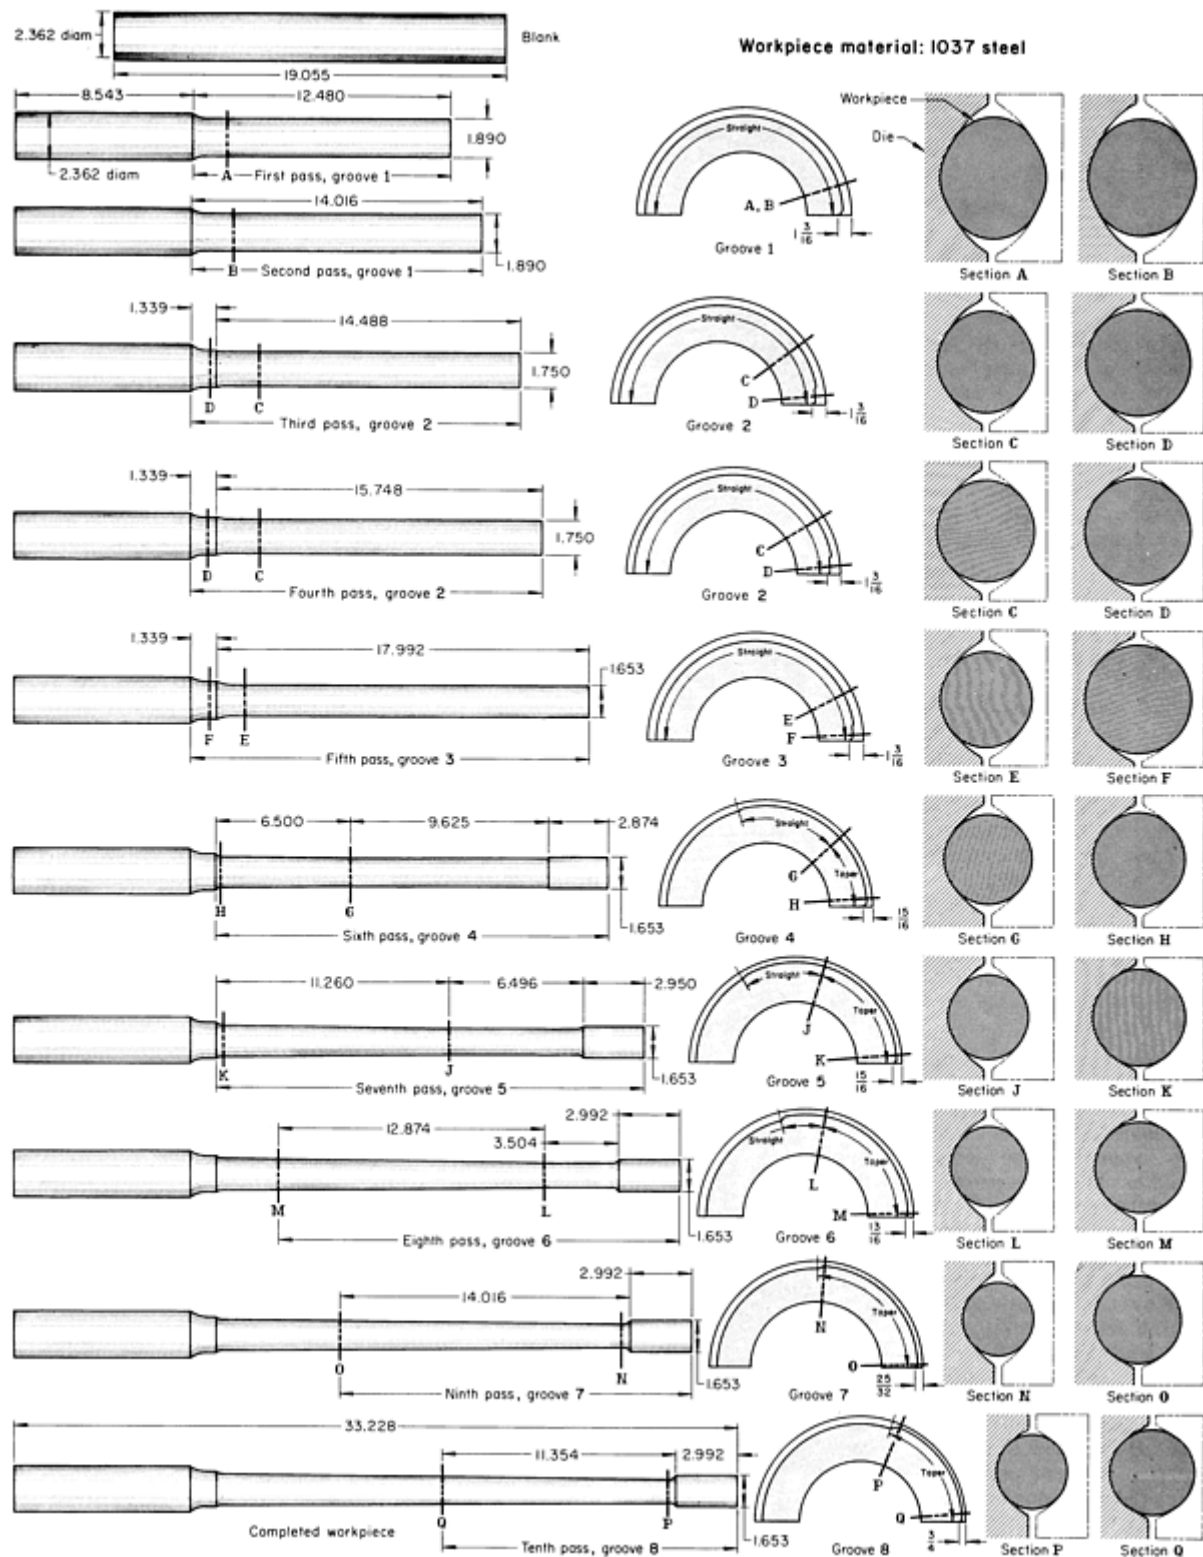 2.362 diam
Blank
19.055
Workpiece material: 1037 steel
8.543
12.480
1.890
2.362 diam
A
First pass, groove 1
Straight
A, B
1 3/16
Groove 1
Workpiece
Die
Section A
Section B
14.016
B
Second pass, groove 1
1.890
1.339
14.488
1.750
D
C
Third pass, groove 2
Straight
C
D
1 3/16
Groove 2
Section C
Section D
1.339
15.748
1.750
D
C
Fourth pass, groove 2
Straight
C
D
1 3/16
Groove 2
Section C
Section D
1.339
17.992
1.653
F
E
Fifth pass, groove 3
Straight
E
F
1 3/16
Groove 3
Section E
Section F
6.500
9.625
2.874
H
G
1.653
Sixth pass, groove 4
Straight
Taper
G
H
15/16
Groove 4
Section G
Section H
11.260
6.496
2.950
K
J
1.653
Seventh pass, groove 5
Straight
Taper
J
K
15/16
Groove 5
Section J
Section K
2.992
12.874
3.504
M
L
1.653
Eighth pass, groove 6
Straight
Taper
L
M
13/16
Groove 6
Section L
Section M
2.992
14.016
O
N
1.653
Ninth pass, groove 7
Taper
N
O
25/32
Groove 7
Section N
Section O
33.228
11.354
2.992
Q
P
1.653
Completed workpiece
Tenth pass, groove 8
Taper
P
Q
3/4
Groove 8
Section P
Section Q